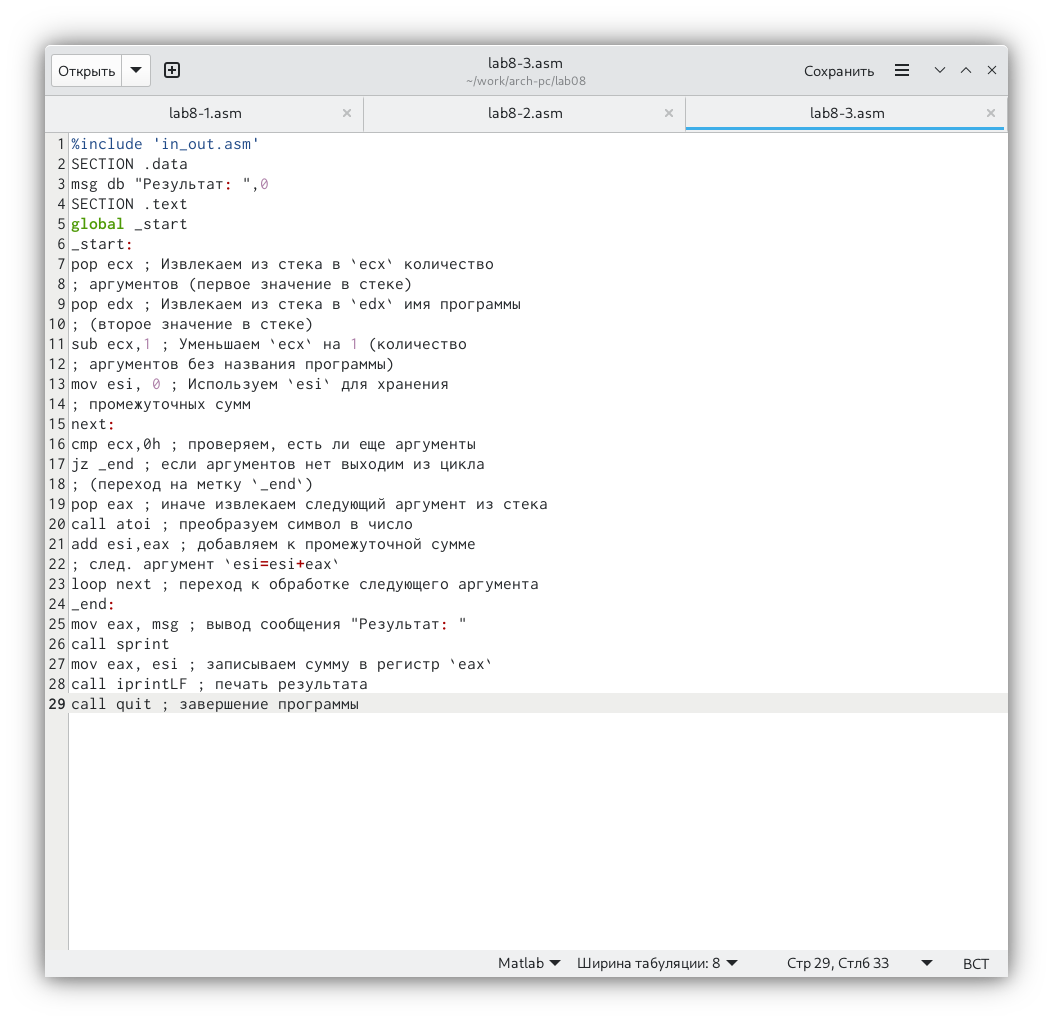 Открыть
lab8-3.asm
~/work/arch-pc/lab08
Сохранить
lab8-1.asm
lab8-2.asm
lab8-3.asm
1 %include 'in_out.asm'
2 SECTION .data
3 msg db "Результат: ",0
4 SECTION .text
5 global _start
6 _start:
7 pop ecx ; Извлекаем из стека в `ecx` количество
8 ; аргументов (первое значение в стеке)
9 pop edx ; Извлекаем из стека в `edx` имя программы
10 ; (второе значение в стеке)
11 sub ecx,1 ; Уменьшаем `ecx` на 1 (количество
12 ; аргументов без названия программы)
13 mov esi, 0 ; Используем `esi` для хранения
14 ; промежуточных сумм
15 next:
16 cmp ecx,0h ; проверяем, есть ли еще аргументы
17 jz _end ; если аргументов нет выходим из цикла
18 ; (переход на метку `_end`)
19 pop eax ; иначе извлекаем следующий аргумент из стека
20 call atoi ; преобразуем символ в число
21 add esi,eax ; добавляем к промежуточной сумме
22 ; след. аргумент `esi=esi+eax`
23 loop next ; переход к обработке следующего аргумента
24 _end:
25 mov eax, msg ; вывод сообщения "Результат: "
26 call sprint
27 mov eax, esi ; записываем сумму в регистр `eax`
28 call iprintLF ; печать результата
29 call quit ; завершение программы
Matlab Ширина табуляции: 8 Стр 29, Стлб 33 ВСТ